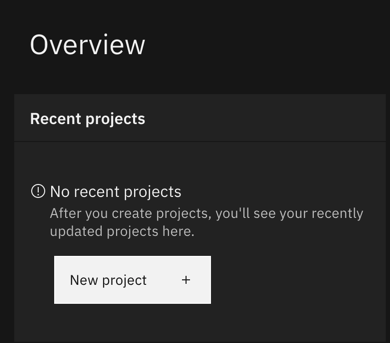 Overview
Recent projects
No recent projects
After you create projects, you'll see your recently
updated projects here.
New project +